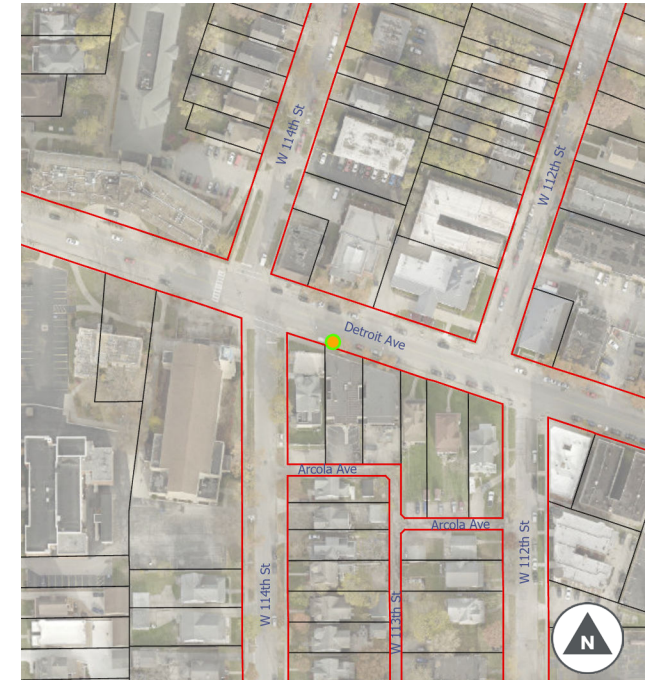 W 114th St
W 112th St
Detroit Ave
Arcola Ave
Arcola Ave
W 114th St
W 113th St
W 112th St
N